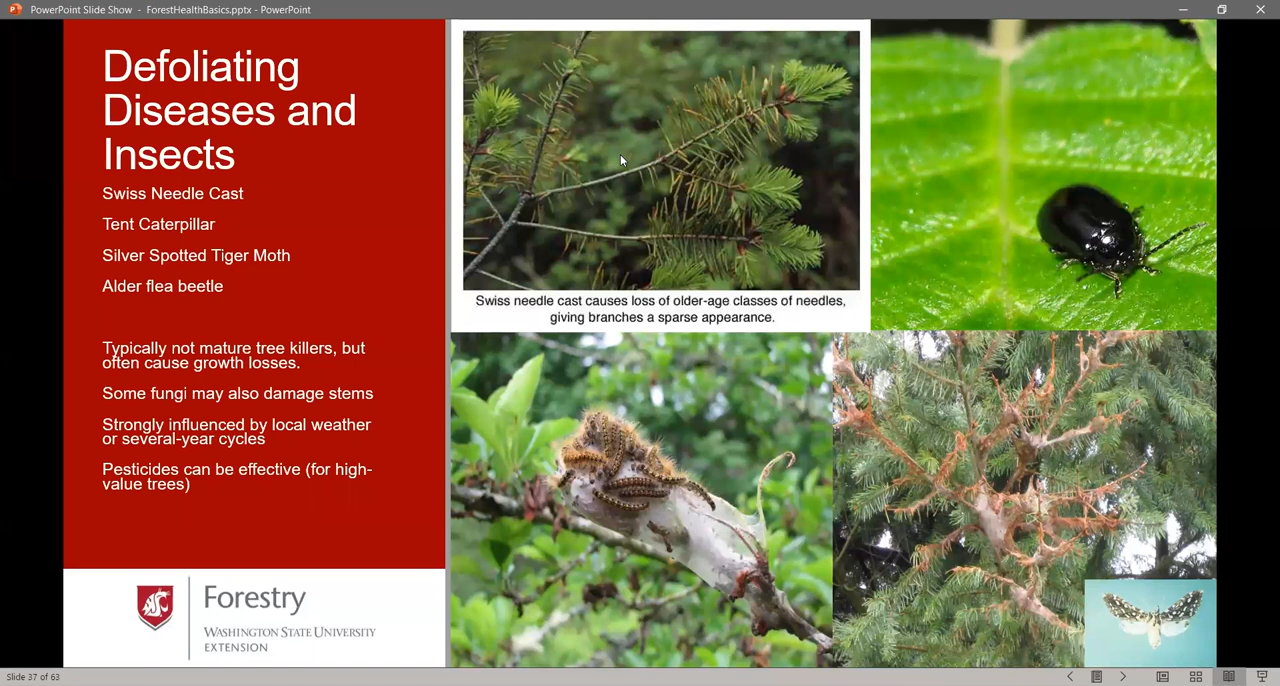 PowerPoint Slide Show - ForestHealthBasics.pptx - PowerPoint
Defoliating
Diseases and
Insects
Swiss Needle Cast
Tent Caterpillar
Silver Spotted Tiger Moth
Alder flea beetle
Typically not mature tree killers, but
often cause growth losses.
Some fungi may also damage stems
Strongly influenced by local weather
or several-year cycles
Pesticides can be effective (for high-
value trees)
Swiss needle cast causes loss of older-age classes of needles,
giving branches a sparse appearance.
Forestry
WASHINGTON STATE UNIVERSITY
EXTENSION
Slide 37 of 63